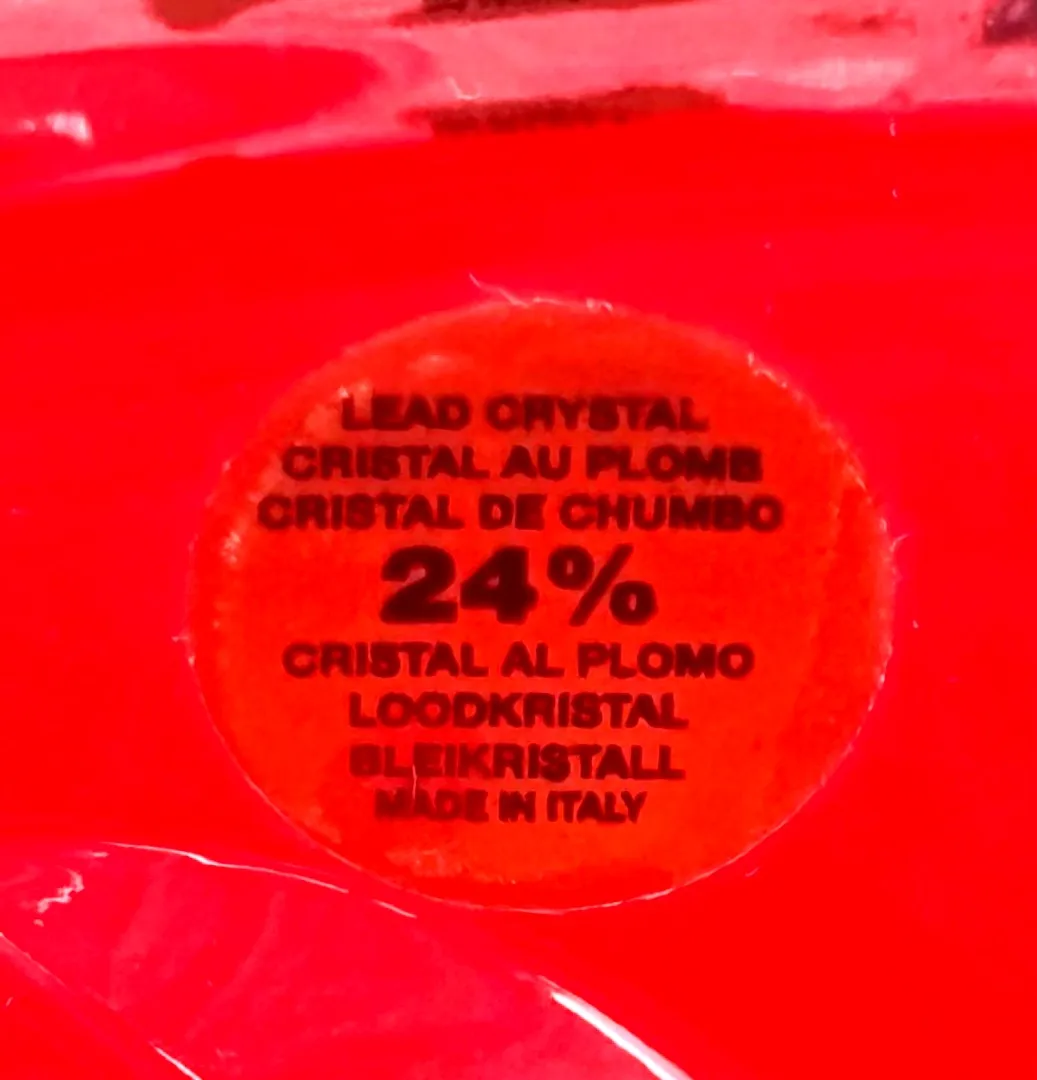 LEAD CRYSTAL
CRISTAL AU PLOMB
CRISTAL DE CHUMBO
24%
CRISTAL AL PLOMO
LOODKRISTAL
BLEIKRISTALL
MADE IN ITALY